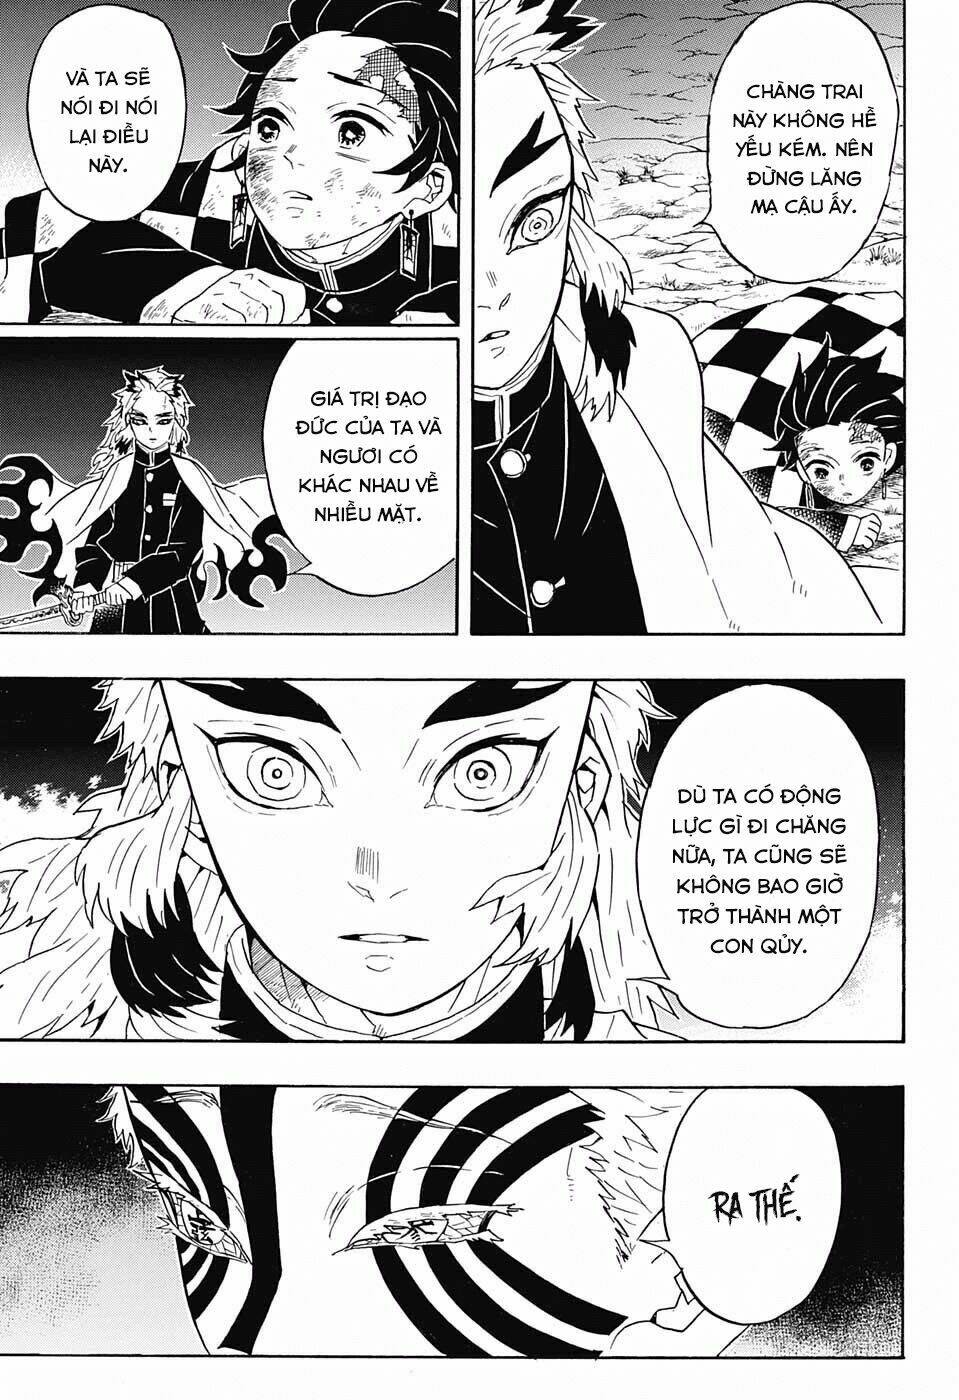 CHÀNG TRAI
NÀY KHÔNG HỀ
YẾU KÉM. NÊN
ĐỪNG LĂNG
MẠ CẬU ẤY.
VÀ TA SẼ
NÓI ĐI NÓI
LẠI ĐIỀU
NÀY.
GIÁ TRỊ ĐẠO
ĐỨC CỦA TA VÀ
NGƯƠI CÓ
KHÁC NHAU VỀ
NHIỀU MẶT.
DÙ TA CÓ ĐỘNG
LỰC GÌ ĐI CHĂNG
NỮA, TA CŨNG SẼ
KHÔNG BAO GIỜ
TRỞ THÀNH MỘT
CON QỦY.
RA THẾ.